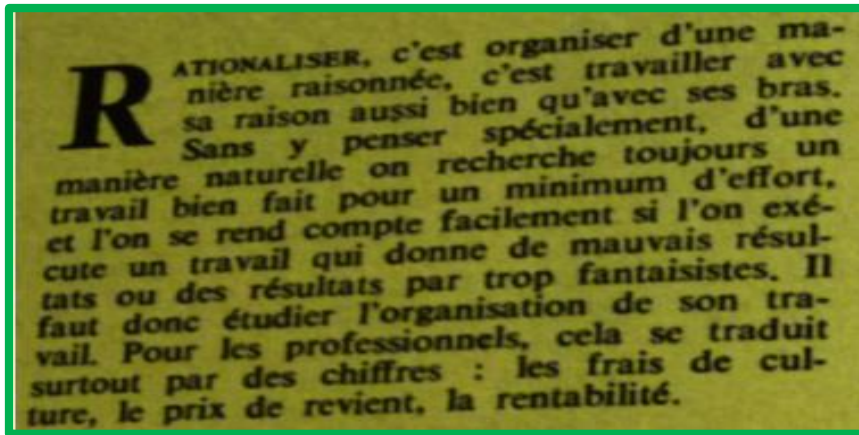 RATIONALISER, c'est organiser d'une ma-
nière raisonnée, c'est travailler avec
sa raison aussi bien qu'avec ses bras.
Sans y penser spécialement, d'une
manière naturelle on recherche toujours un
travail bien fait pour un minimum d'effort,
et l'on se rend compte facilement si l'on exé-
cute un travail qui donne de mauvais résul-
tats ou des résultats par trop fantaisistes. Il
faut donc étudier l'organisation de son tra-
vail. Pour les professionnels, cela se traduit
surtout par des chiffres : les frais de cul-
ture, le prix de revient, la rentabilité.